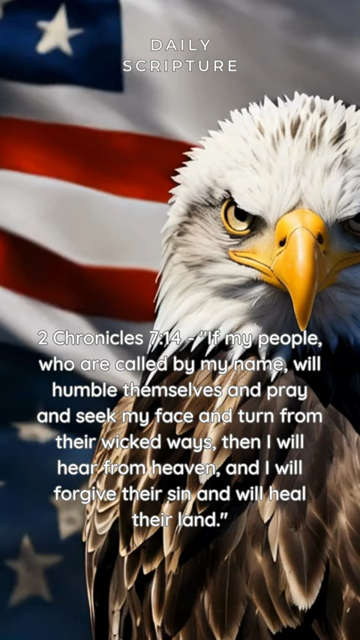 DAILY
SCRIPTURE
2 Chronicles 7:14 - "If my people,
who are called by my name, will
humble themselves and pray
and seek my face and turn from
their wicked ways, then I will
hear from heaven, and I will
forgive their sin and will heal
their land."